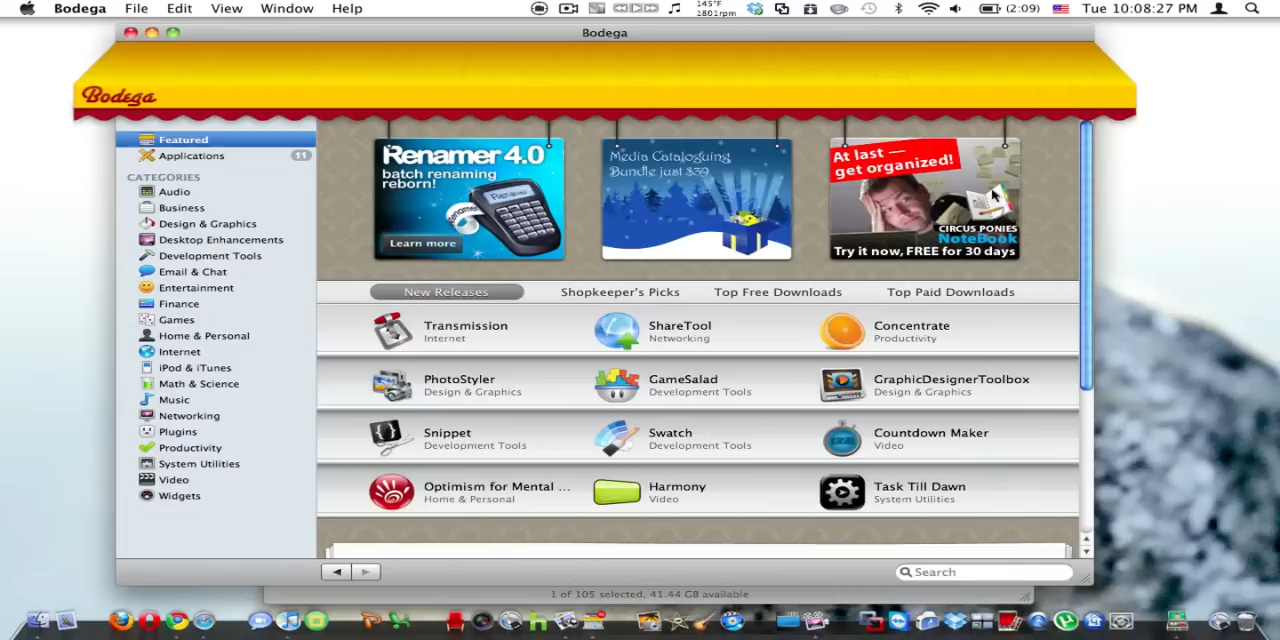 Bodega File Edit View Window Help 145°F 1801rpm (2:09) Tue 10:08:27 PM
Bodega
Bodega
Featured
Applications 11
CATEGORIES
Audio
Business
Design & Graphics
Desktop Enhancements
Development Tools
Email & Chat
Entertainment
Finance
Games
Home & Personal
Internet
iPod & iTunes
Math & Science
Music
Networking
Plugins
Productivity
System Utilities
Video
Widgets
Renamer 4.0
batch renaming
reborn!
Renamer
Learn more
Media Cataloguing
Bundle just $39
At last —
get organized!
CIRCUS PONIES
NoteBook
Try it now, FREE for 30 days
New Releases Shopkeeper's Picks Top Free Downloads Top Paid Downloads
Transmission
Internet
ShareTool
Networking
Concentrate
Productivity
PhotoStyler
Design & Graphics
GameSalad
Development Tools
GraphicDesignerToolbox
Design & Graphics
Snippet
Development Tools
Swatch
Development Tools
Countdown Maker
Video
Optimism for Mental ...
Home & Personal
Harmony
Video
Task Till Dawn
System Utilities
Search
1 of 105 selected, 41.44 GB available